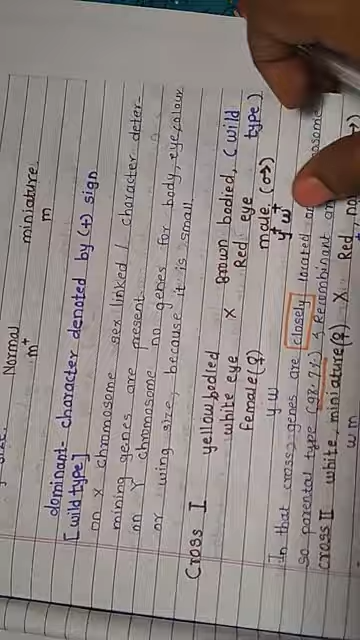 Normal miniature
m+ m
dominant- character denoted by (+) sign
[wild type]
on X chromosome sex linked / character deter-
mining genes are present
on Y chromosome no genes for body, eye colour
or wing size, because it is small.
Cross I
yellow bodied X Brown bodied, (wild
white eye Red eye type)
female (♀) male (♂)
y w y+ w+
In that cross genes are closely located on
so parental type (98.7%) & Recombinant
cross II white miniature (♀) X Red
w m